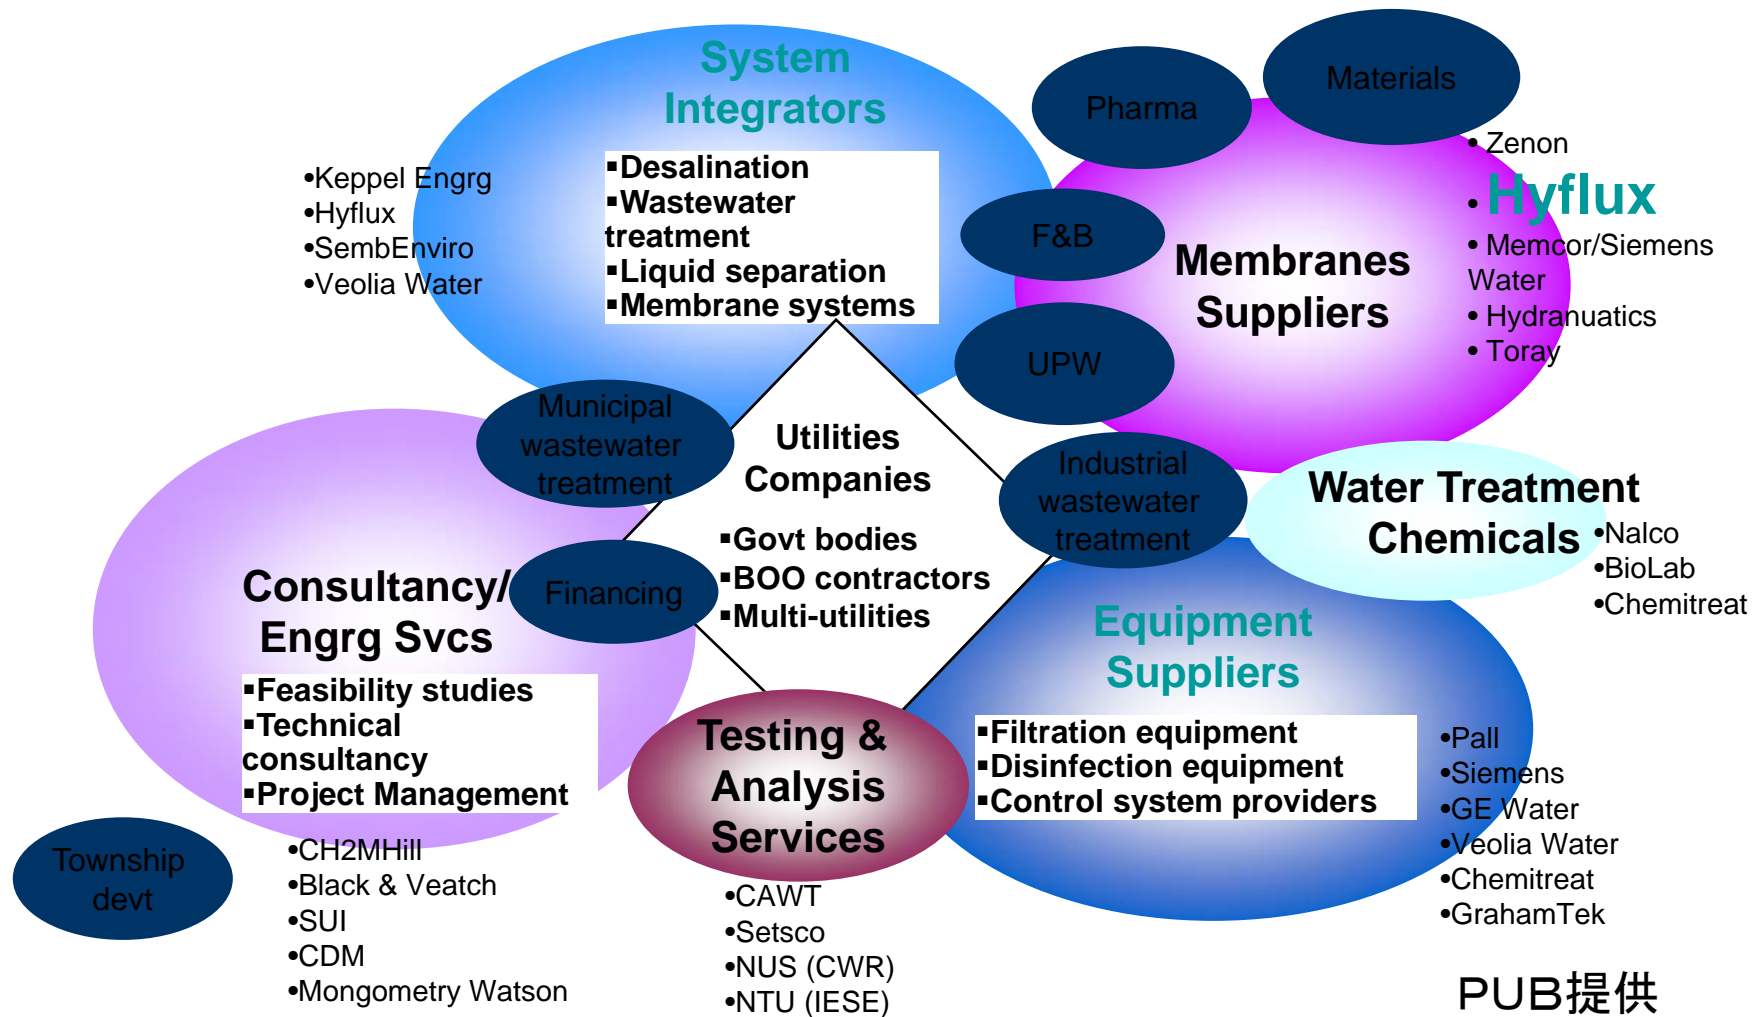 System
Integrators
▪Desalination
▪Wastewater
treatment
▪Liquid separation
▪Membrane systems
•Keppel Engrg
•Hyflux
•SembEnviro
•Veolia Water
Pharma
Materials
F&B
UPW
Membranes
Suppliers
• Zenon
• Hyflux
• Memcor/Siemens
Water
• Hydranuatics
• Toray
Municipal
wastewater
treatment
Utilities
Companies
▪Govt bodies
▪BOO contractors
▪Multi-utilities
Industrial
wastewater
treatment
Water Treatment
Chemicals
•Nalco
•BioLab
•Chemitreat
Financing
Consultancy/
Engrg Svcs
▪Feasibility studies
▪Technical
consultancy
▪Project Management
•CH2MHill
•Black & Veatch
•SUI
•CDM
•Mongometry Watson
Township
devt
Testing &
Analysis
Services
•CAWT
•Setsco
•NUS (CWR)
•NTU (IESE)
Equipment
Suppliers
▪Filtration equipment
▪Disinfection equipment
▪Control system providers
•Pall
•Siemens
•GE Water
•Veolia Water
•Chemitreat
•GrahamTek
PUB提供